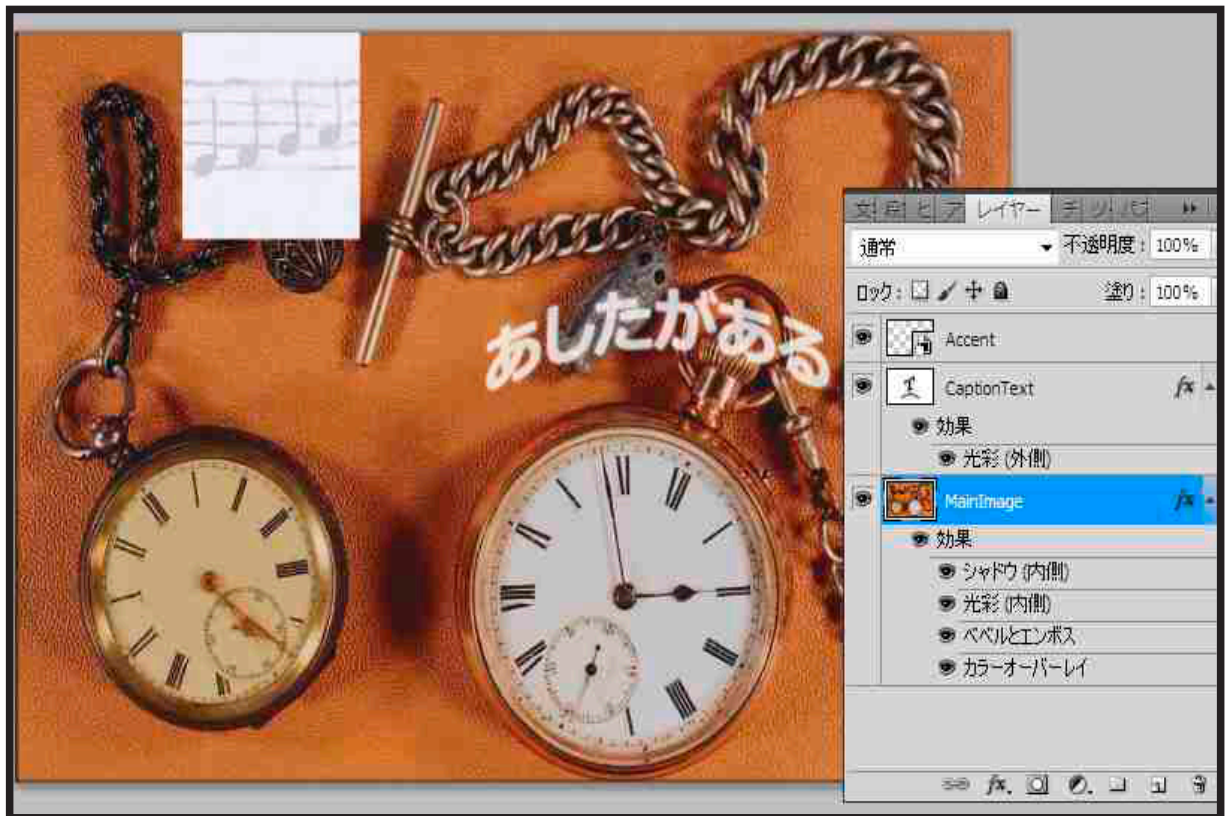 あしたがある
レイヤー
通常
不透明度: 100%
ロック:
塗り: 100%
Accent
CaptionText
fx
効果
光彩 (外側)
MainImage
fx
効果
シャドウ (内側)
光彩 (内側)
ベベルとエンボス
カラーオーバーレイ
fx.